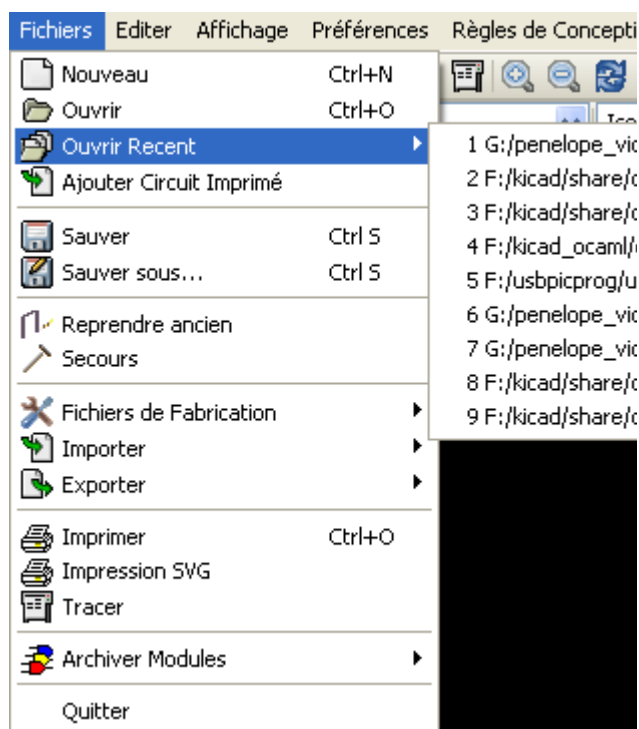 Fichiers Editer Affichage Préférences Règles de
Nouveau Ctrl+N
Ouvrir Ctrl+O
Ouvrir Recent
Ajouter Circuit Imprimé
Sauver Ctrl S
Sauver sous... Ctrl S
Reprendre ancien
Secours
Fichiers de Fabrication
Importer
Exporter
Imprimer Ctrl+O
Impression SVG
Tracer
Archiver Modules
Quitter
1 G:/penelope_vi
2 F:/kicad/share/
3 F:/kicad/share/
4 F:/kicad_ocaml/
5 F:/usbpicprog/u
6 G:/penelope_vi
7 G:/penelope_vi
8 F:/kicad/share/
9 F:/kicad/share/